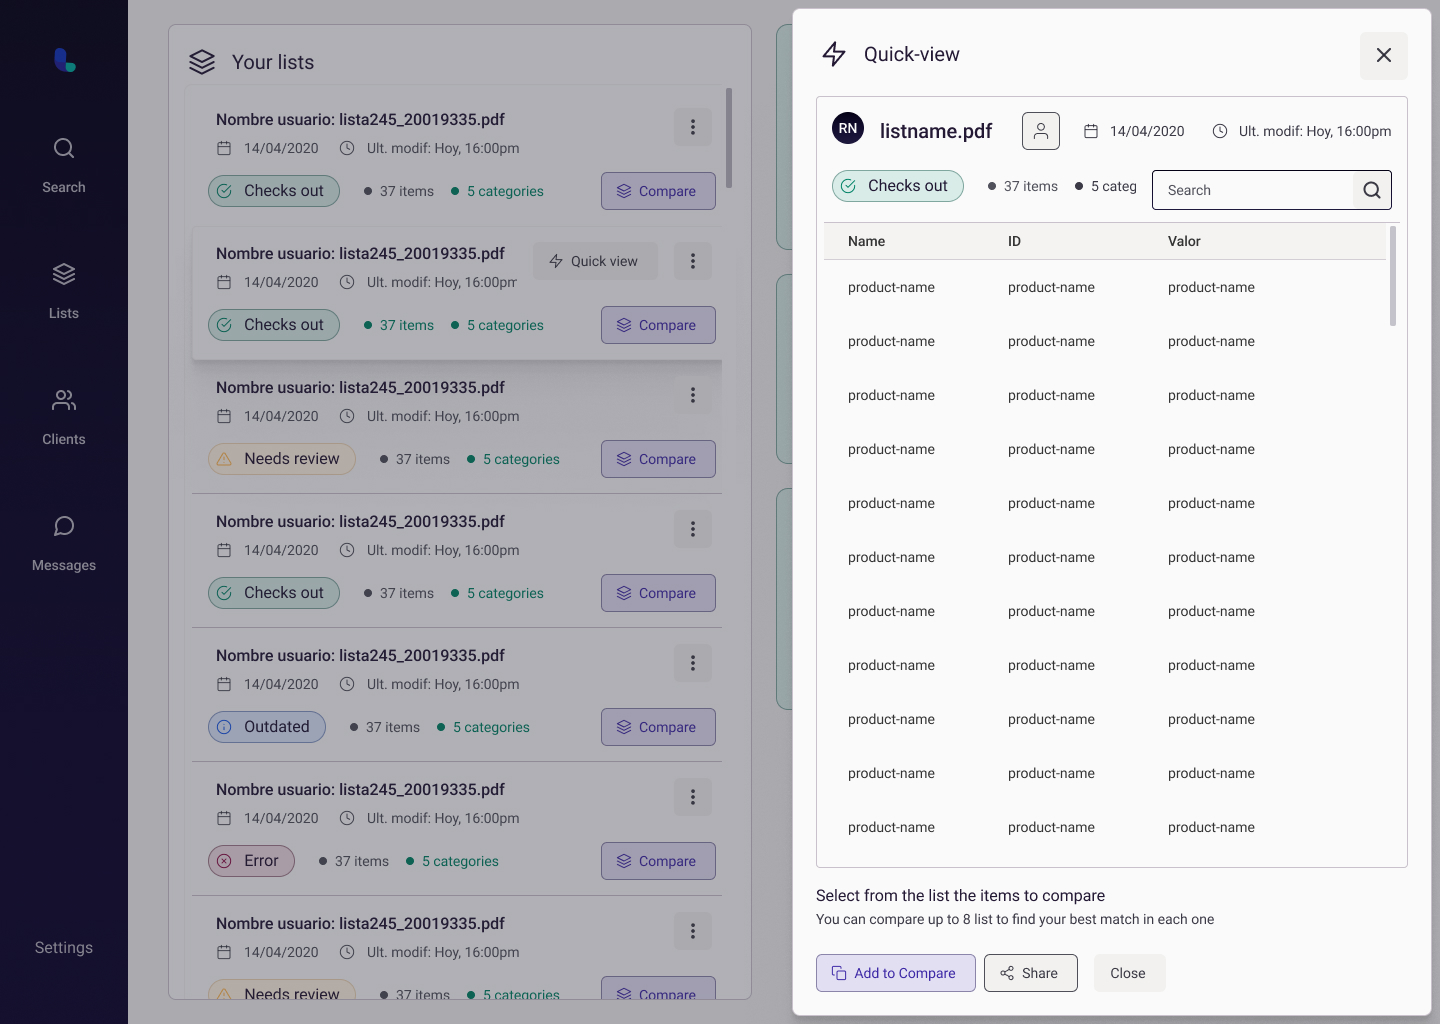 Search
Lists
Clients
Messages
Settings
Your lists
Nombre usuario: lista245_20019335.pdf
14/04/2020 Ult. modif: Hoy, 16:00pm
Checks out 37 items 5 categories Compare
Nombre usuario: lista245_20019335.pdf Quick view
14/04/2020 Ult. modif: Hoy, 16:00pm
Checks out 37 items 5 categories Compare
Nombre usuario: lista245_20019335.pdf
14/04/2020 Ult. modif: Hoy, 16:00pm
Needs review 37 items 5 categories Compare
Nombre usuario: lista245_20019335.pdf
14/04/2020 Ult. modif: Hoy, 16:00pm
Checks out 37 items 5 categories Compare
Nombre usuario: lista245_20019335.pdf
14/04/2020 Ult. modif: Hoy, 16:00pm
Outdated 37 items 5 categories Compare
Nombre usuario: lista245_20019335.pdf
14/04/2020 Ult. modif: Hoy, 16:00pm
Error 37 items 5 categories Compare
Nombre usuario: lista245_20019335.pdf
14/04/2020 Ult. modif: Hoy, 16:00pm
Needs review 37 items 5 categories Compare
Quick-view
RN listname.pdf 14/04/2020 Ult. modif: Hoy, 16:00pm
Checks out 37 items 5 categ Search
Name ID Valor
product-name product-name product-name
product-name product-name product-name
product-name product-name product-name
product-name product-name product-name
product-name product-name product-name
product-name product-name product-name
product-name product-name product-name
product-name product-name product-name
product-name product-name product-name
product-name product-name product-name
product-name product-name product-name
Select from the list the items to compare
You can compare up to 8 list to find your best match in each one
Add to Compare Share Close